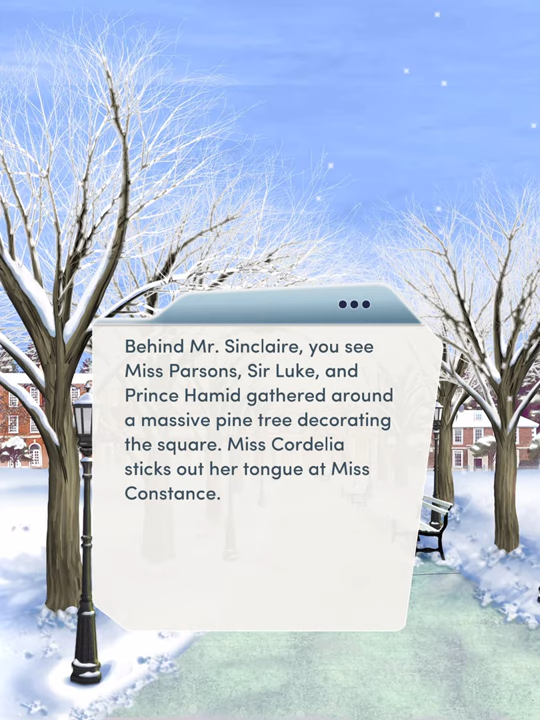 Behind Mr. Sinclaire, you see
Miss Parsons, Sir Luke, and
Prince Hamid gathered around
a massive pine tree decorating
the square. Miss Cordelia
sticks out her tongue at Miss
Constance.